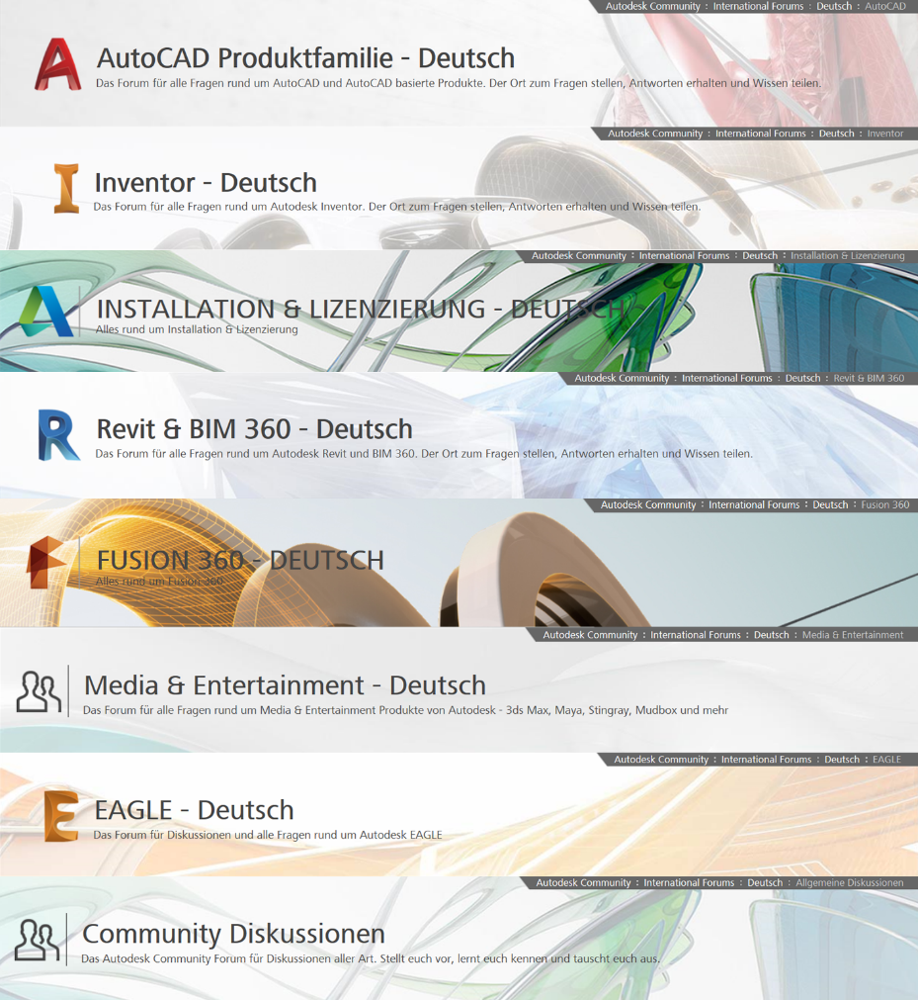 Autodesk Community : International Forums : Deutsch : AutoCAD
AutoCAD Produktfamilie - Deutsch
Das Forum für alle Fragen rund um AutoCAD und AutoCAD basierte Produkte. Der Ort zum Fragen stellen, Antworten erhalten und Wissen teilen.
Autodesk Community : International Forums : Deutsch : Inventor
Inventor - Deutsch
Das Forum für alle Fragen rund um Autodesk Inventor. Der Ort zum Fragen stellen, Antworten erhalten und Wissen teilen.
Autodesk Community : International Forums : Deutsch : Installation & Lizenzierung
INSTALLATION & LIZENZIERUNG - DEUTSCH
Alles rund um Installation & Lizenzierung
Autodesk Community : International Forums : Deutsch : Revit & BIM 360
Revit & BIM 360 - Deutsch
Das Forum für alle Fragen rund um Autodesk Revit und BIM 360. Der Ort zum Fragen stellen, Antworten erhalten und Wissen teilen.
Autodesk Community : International Forums : Deutsch : Fusion 360
FUSION 360 - DEUTSCH
Alles rund um Fusion 360
Autodesk Community : International Forums : Deutsch : Media & Entertainment
Media & Entertainment - Deutsch
Das Forum für alle Fragen rund um Media & Entertainment Produkte von Autodesk - 3ds Max, Maya, Stingray, Mudbox und mehr
Autodesk Community : International Forums : Deutsch : EAGLE
EAGLE - Deutsch
Das Forum für Diskussionen und alle Fragen rund um Autodesk EAGLE
Autodesk Community : International Forums : Deutsch : Allgemeine Diskussionen
Community Diskussionen
Das Autodesk Community Forum für Diskussionen aller Art. Stellt euch vor, lernt euch kennen und tauscht euch aus.